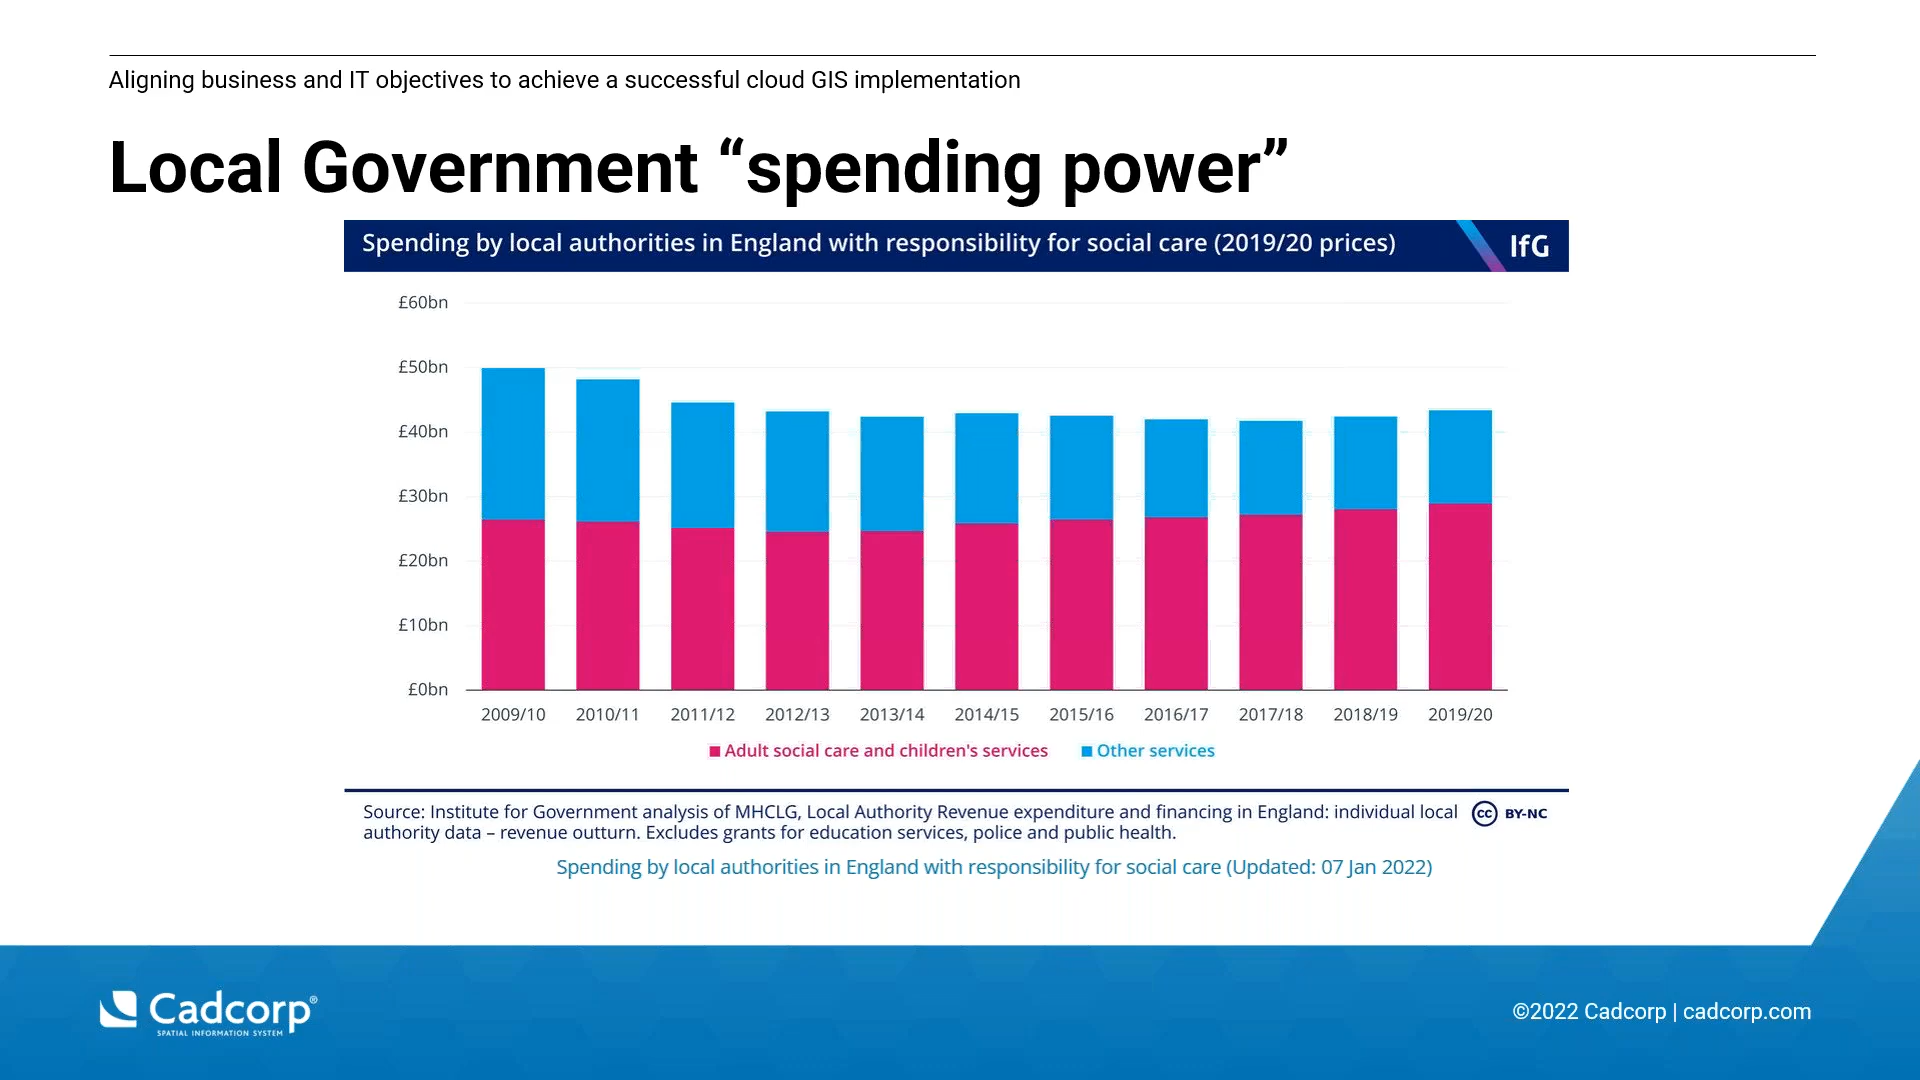 Aligning business and IT objectives to achieve a successful cloud GIS implementation
Local Government “spending power”
Spending by local authorities in England with responsibility for social care (2019/20 prices)
IfG
£60bn
£50bn
£40bn
£30bn
£20bn
£10bn
£0bn
2009/10 2010/11 2011/12 2012/13 2013/14 2014/15 2015/16 2016/17 2017/18 2018/19 2019/20
Adult social care and children's services Other services
Source: Institute for Government analysis of MHCLG, Local Authority Revenue expenditure and financing in England: individual local
authority data – revenue outturn. Excludes grants for education services, police and public health.
cc BY-NC
Spending by local authorities in England with responsibility for social care (Updated: 07 Jan 2022)
Cadcorp®
SPATIAL INFORMATION SYSTEM
©2022 Cadcorp | cadcorp.com